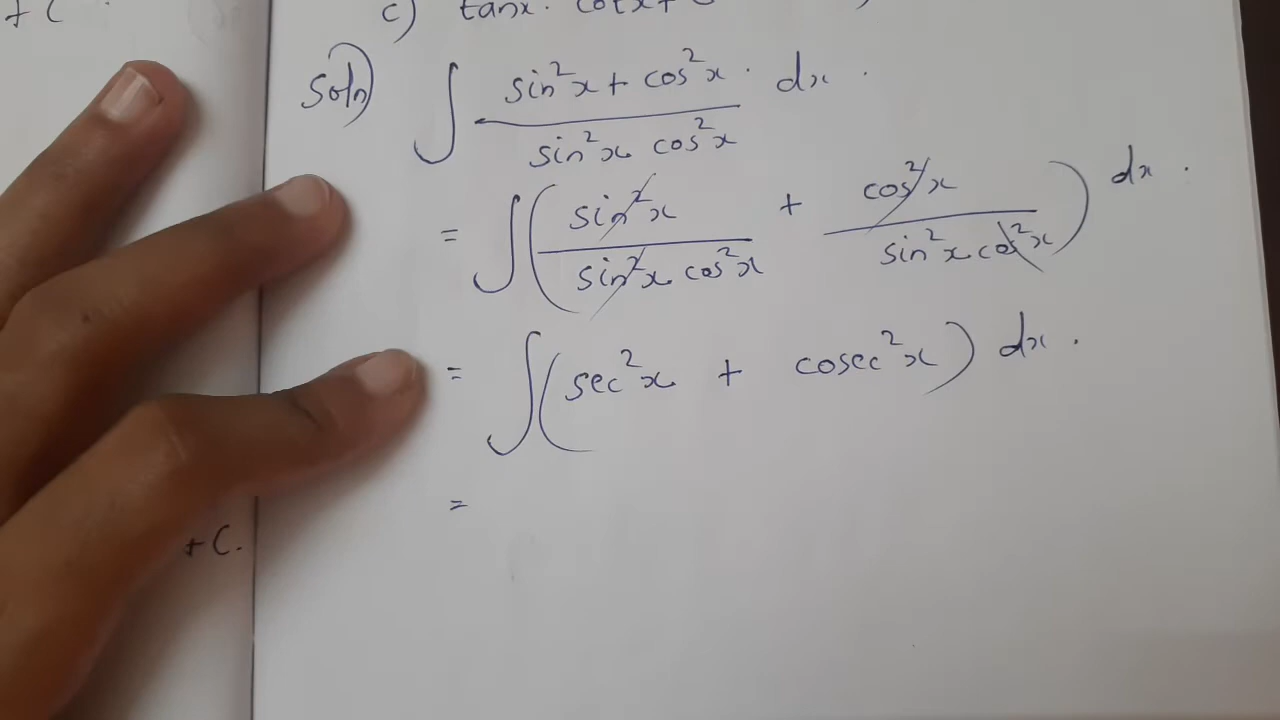 + C
c) tanx. cotx +
Soln) ∫ sin²x + cos²x / sin²x cos²x . dx .
= ∫ ( sin²x / sin²x cos²x + cos²x / sin²x cos²x ) dx .
= ∫ ( sec²x + cosec²x ) dx .
=
+ C.